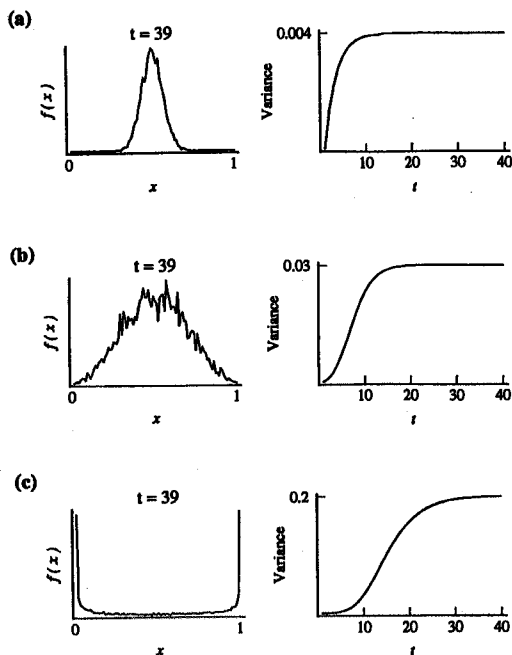 (a)
t = 39
f(x)
0
1
x
0.004
Variance
10
20
30
40
t
(b)
t = 39
f(x)
0
1
x
0.03
Variance
10
20
30
40
t
(c)
t = 39
f(x)
0
1
x
0.2
Variance
10
20
30
40
t